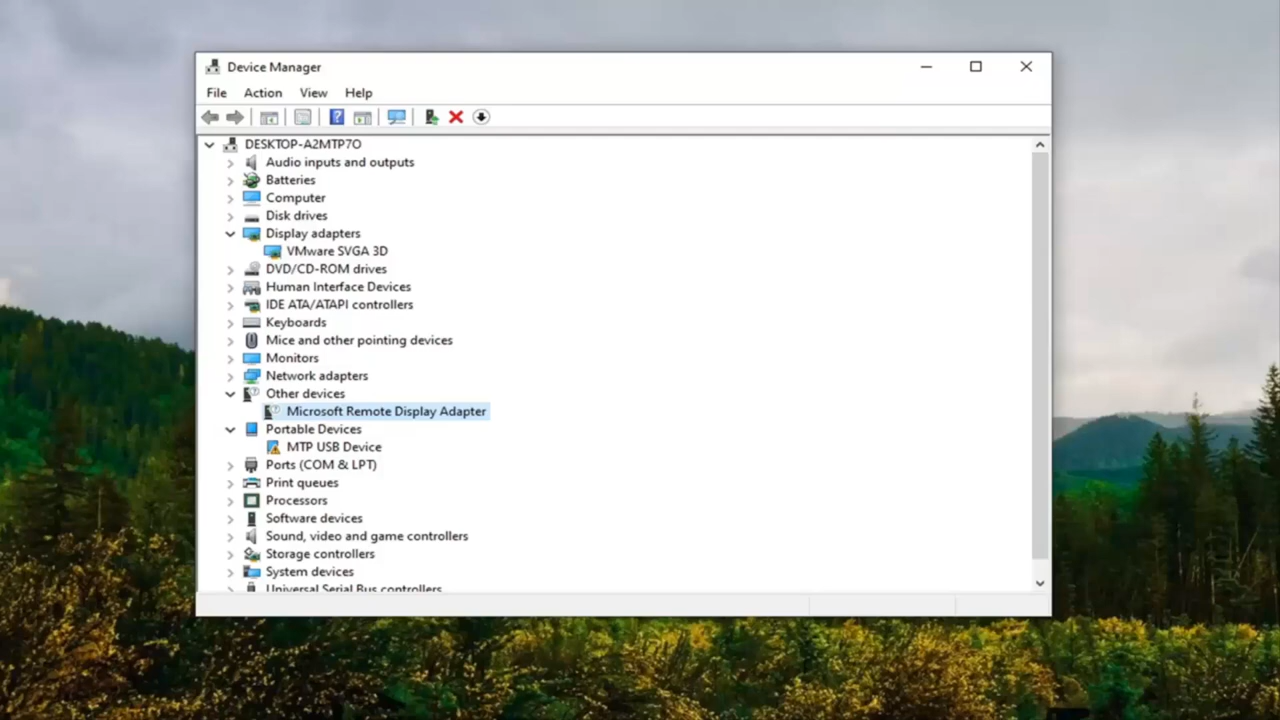 Device Manager
File Action View Help
DESKTOP-A2MTP7O
Audio inputs and outputs
Batteries
Computer
Disk drives
Display adapters
VMware SVGA 3D
DVD/CD-ROM drives
Human Interface Devices
IDE ATA/ATAPI controllers
Keyboards
Mice and other pointing devices
Monitors
Network adapters
Other devices
Microsoft Remote Display Adapter
Portable Devices
MTP USB Device
Ports (COM & LPT)
Print queues
Processors
Software devices
Sound, video and game controllers
Storage controllers
System devices
Universal Serial Bus controllers